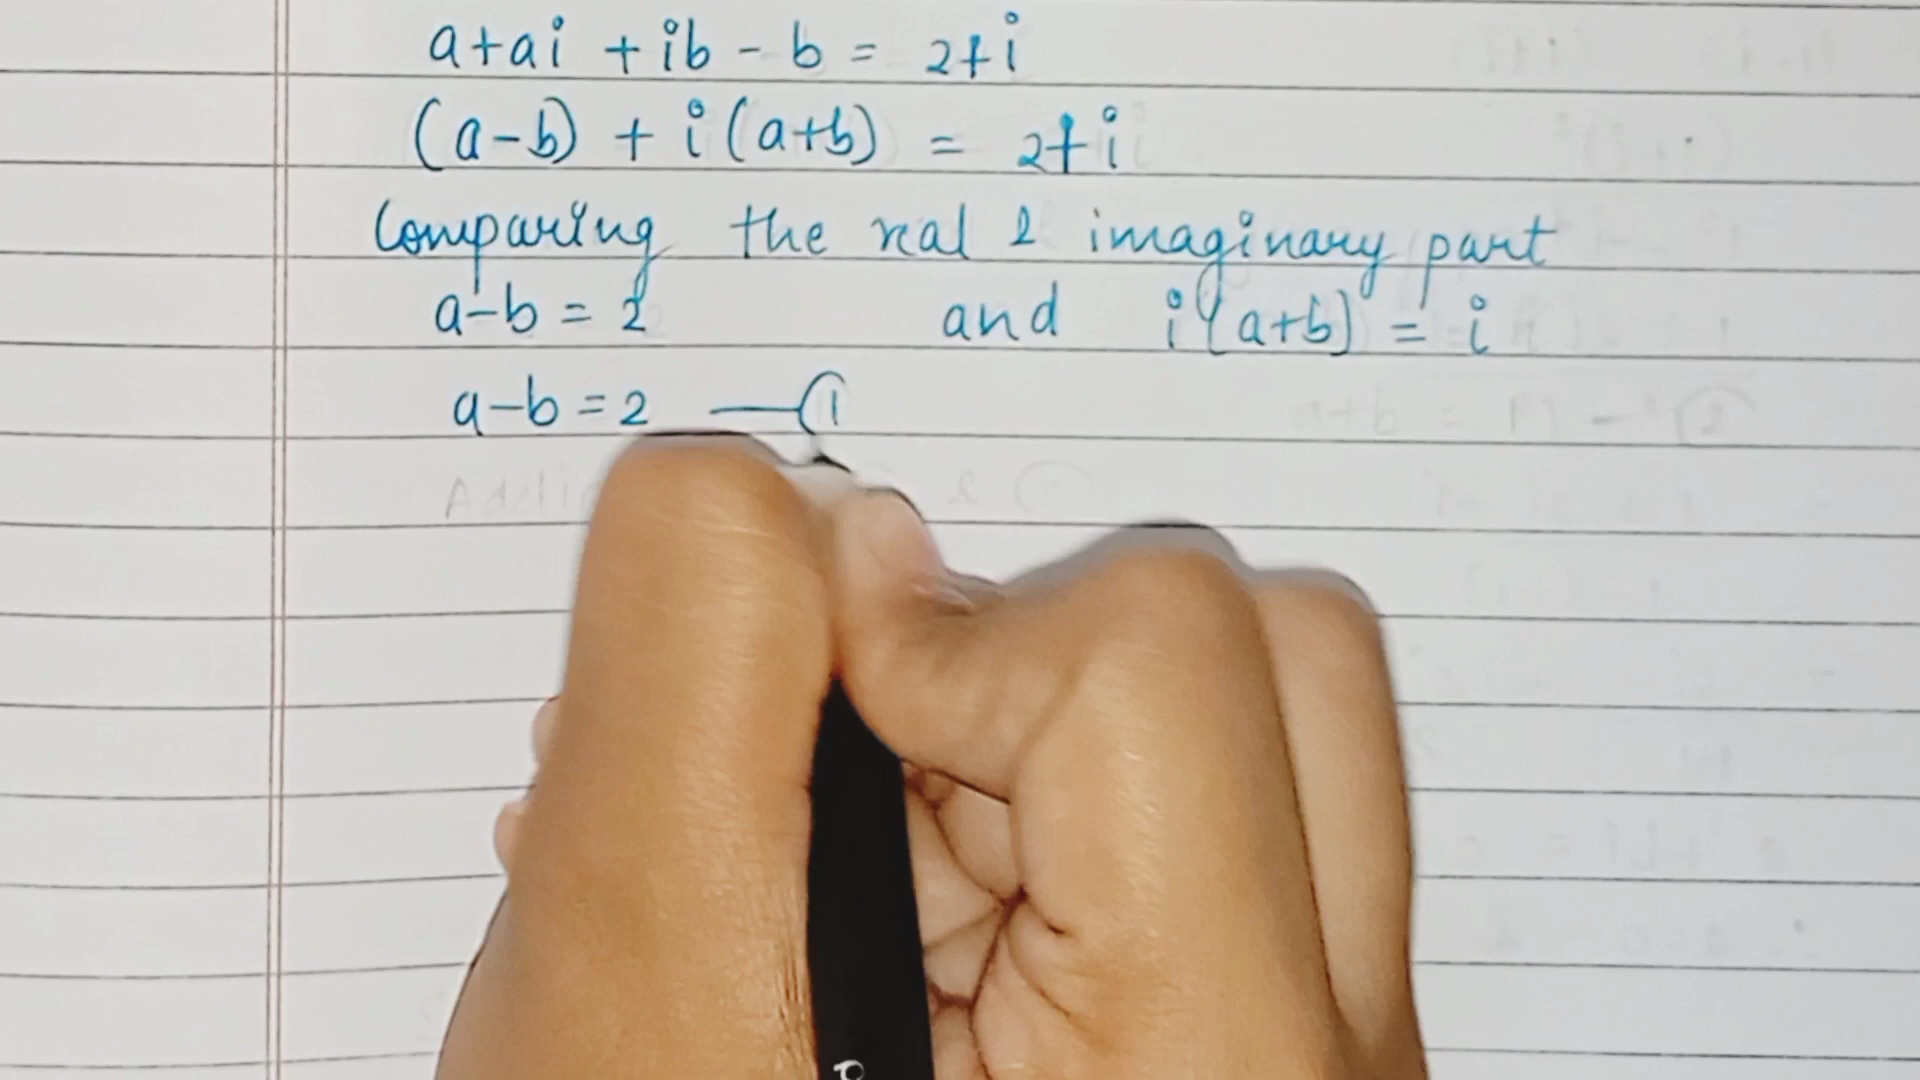 a+ai +ib - b = 2+i
(a-b) + i(a+b) = 2+i
Comparing the real & imaginary part
a-b = 2 and i(a+b) = i
a-b = 2 —(1